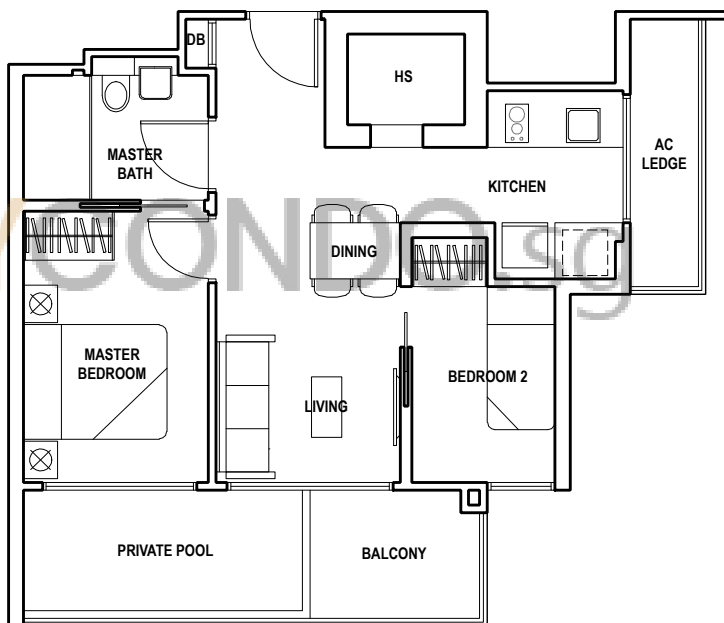 DB
HS
AC
LEDGE
MASTER
BATH
KITCHEN
CONDO.sg
DINING
MASTER
BEDROOM
BEDROOM 2
LIVING
PRIVATE POOL
BALCONY